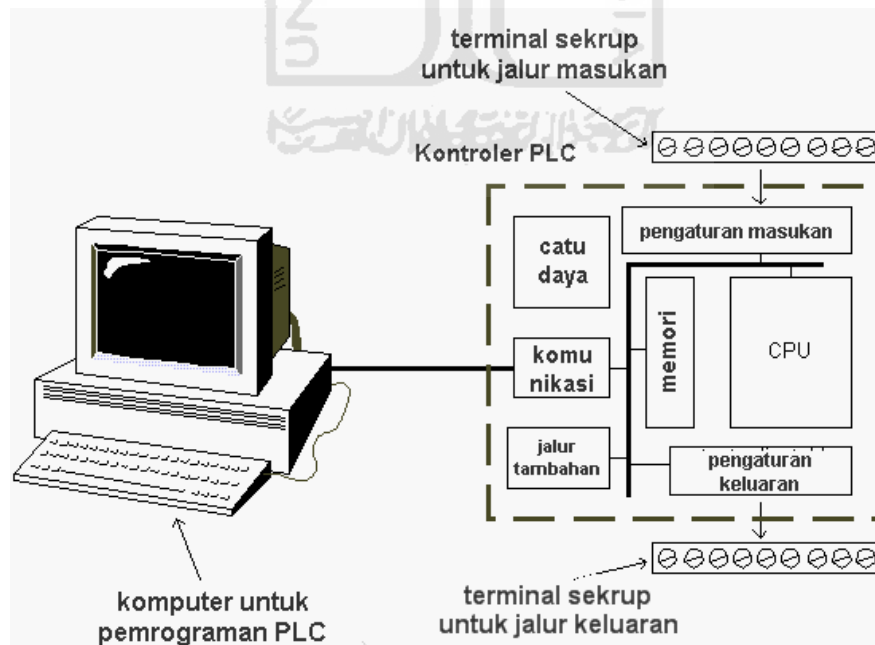 terminal sekrup
untuk jalur masukan
Kontroler PLC
pengaturan masukan
catu
daya
komu
nikasi
memori
CPU
jalur
tambahan
pengaturan
keluaran
komputer untuk
pemrograman PLC
terminal sekrup
untuk jalur keluaran